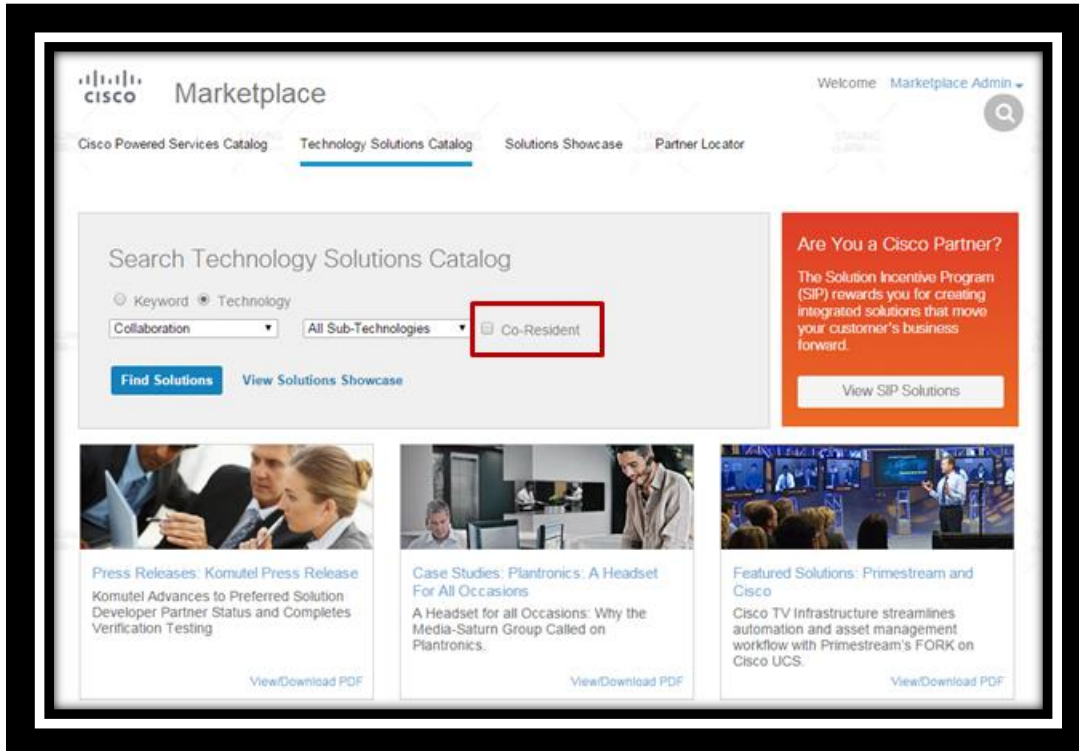 CISCO
Marketplace
Welcome Marketplace Admin
Cisco Powered Services Catalog Technology Solutions Catalog Solutions Showcase Partner Locator
Search Technology Solutions Catalog
Keyword Technology
Collaboration All Sub-Technologies Co-Resident
Find Solutions View Solutions Showcase
Are You a Cisco Partner?
The Solution Incentive Program
(SIP) rewards you for creating
integrated solutions that move
your customer's business
forward.
View SIP Solutions
Press Releases: Komutel Press Release
Komutel Advances to Preferred Solution
Developer Partner Status and Completes
Verification Testing
View/Download PDF
Case Studies: Plantronics: A Headset
For All Occasions
A Headset for all Occasions: Why the
Media-Saturn Group Called on
Plantronics.
View/Download PDF
Featured Solutions: Primestream and
Cisco
Cisco TV Infrastructure streamlines
automation and asset management
workflow with Primestream's FORK on
Cisco UCS.
View/Download PDF